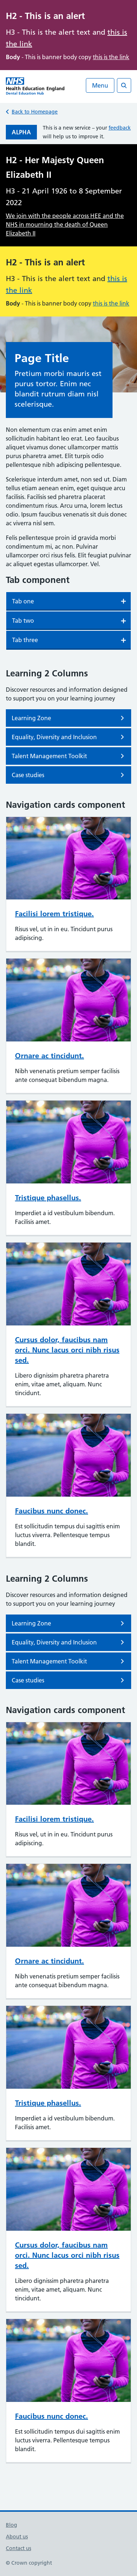 H2 - This is an alert
H3 - This is the alert text and this is
the link
Body - This is banner body copy this is the link
NHS
Health Education England
Dental Education Hub
Menu
Back to Homepage
ALPHA
This is a new service – your feedback
will help us to improve it.
H2 - Her Majesty Queen
Elizabeth II
H3 - 21 April 1926 to 8 September
2022
We join with the people across HEE and the
NHS in mourning the death of Queen
Elizabeth II
H2 - This is an alert
H3 - This is the alert text and this is
the link
Body - This is banner body copy this is the link
Page Title
Pretium morbi mauris est
purus tortor. Enim nec
blandit rutrum diam nisl
scelerisque.
Non elementum cras enim amet enim
sollicitudin habitant leo erat. Leo faucibus
aliquet vivamus donec ullamcorper mattis
purus pharetra mauris etiam. Erat turpis
pellentesque nibh adipiscing pellentesque.
Scelerisque interdum amet, non sed ut. Diam
tellus etiam aenean enim, eget quisque arcu
facilisis. Facilisis sed pharetra placerat
condimentum risus. Arcu urna, lorem lectus ut
lorem. Ipsum faucibus venenatis sit duis donec
at viverra nisl sem.
Felis pellentesque proin id gravida morbi
condimentum mi, ac non. Pulvinar
ullamcorper orci risus felis. Erat dui pulvinar
ac aliquet egestas ullamcorper. Vel.
Tab component
Tab one
Tab two
Tab three
Learning 2 Columns
Discover resources and information designed
to support you on your learning journey
Learning Zone
Equality, Diversity and Inclusion
Talent Management Toolkit
Case studies
Navigation cards component
Facilisi lorem tristique.
Risus vel, ut in in eu. Tincidunt purus
adipiscing.
Ornare ac tincidunt.
Nibh venenatis pretium semper facilisis
ante consequat bibendum magna.
Tristique phasellus.
Imperdiet a id vestibulum bibendum.
Facilisis amet.
Cursus dolor, faucibus nam
orci. Nunc lacus orci nibh risus
sed.
Libero dignissim pharetra pharetra
enim, vitae amet, aliquam. Nunc
tincidunt.
Faucibus nunc donec.
Est sollicitudin tempus dui sagittis enim
luctus viverra. Pellentesque tempus
blandit.
Learning 2 Columns
Discover resources and information designed
to support you on your learning journey
Learning Zone
Equality, Diversity and Inclusion
Talent Management Toolkit
Case studies
Navigation cards component
Facilisi lorem tristique.
Risus vel, ut in in eu. Tincidunt purus
adipiscing.
Ornare ac tincidunt.
Nibh venenatis pretium semper facilisis
ante consequat bibendum magna.
Tristique phasellus.
Imperdiet a id vestibulum bibendum.
Facilisis amet.
Cursus dolor, faucibus nam
orci. Nunc lacus orci nibh risus
sed.
Libero dignissim pharetra pharetra
enim, vitae amet, aliquam. Nunc
tincidunt.
Faucibus nunc donec.
Est sollicitudin tempus dui sagittis enim
luctus viverra. Pellentesque tempus
blandit.
Blog
About us
Contact us
© Crown copyright